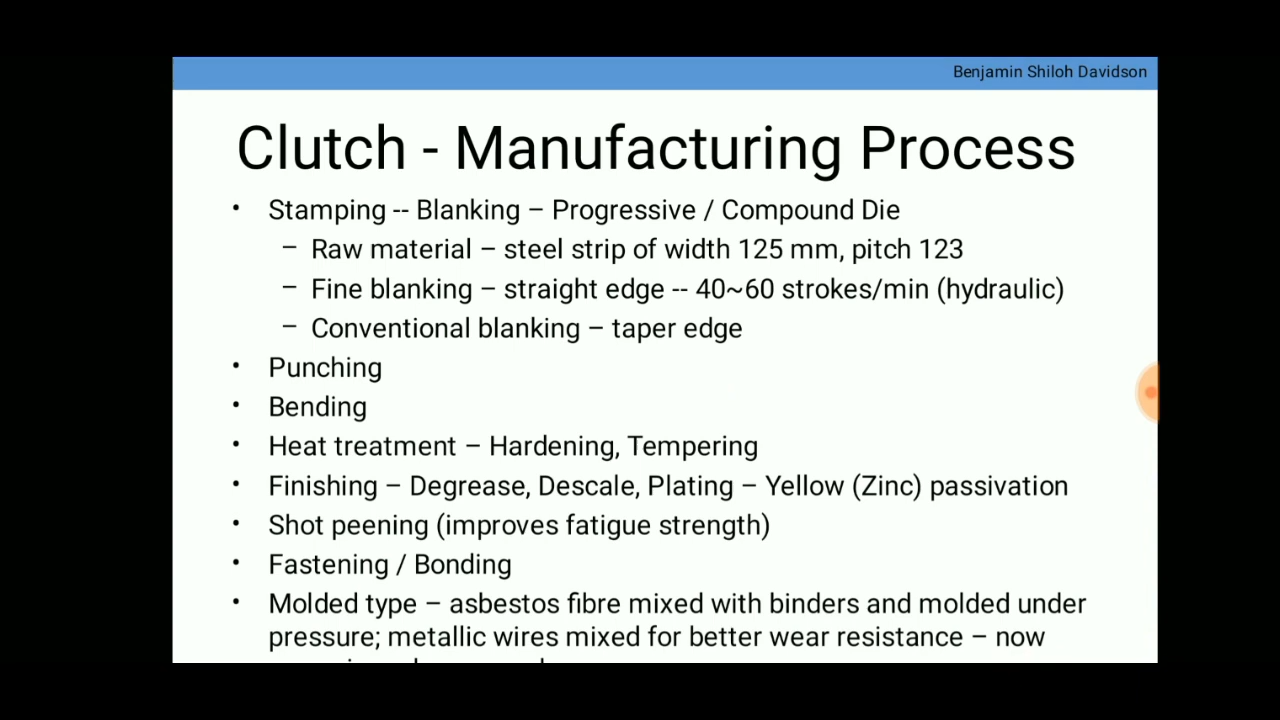 Benjamin Shiloh Davidson
Clutch - Manufacturing Process
• Stamping -- Blanking – Progressive / Compound Die
– Raw material – steel strip of width 125 mm, pitch 123
– Fine blanking – straight edge -- 40~60 strokes/min (hydraulic)
– Conventional blanking – taper edge
• Punching
• Bending
• Heat treatment – Hardening, Tempering
• Finishing – Degrease, Descale, Plating – Yellow (Zinc) passivation
• Shot peening (improves fatigue strength)
• Fastening / Bonding
• Molded type – asbestos fibre mixed with binders and molded under
pressure; metallic wires mixed for better wear resistance – now